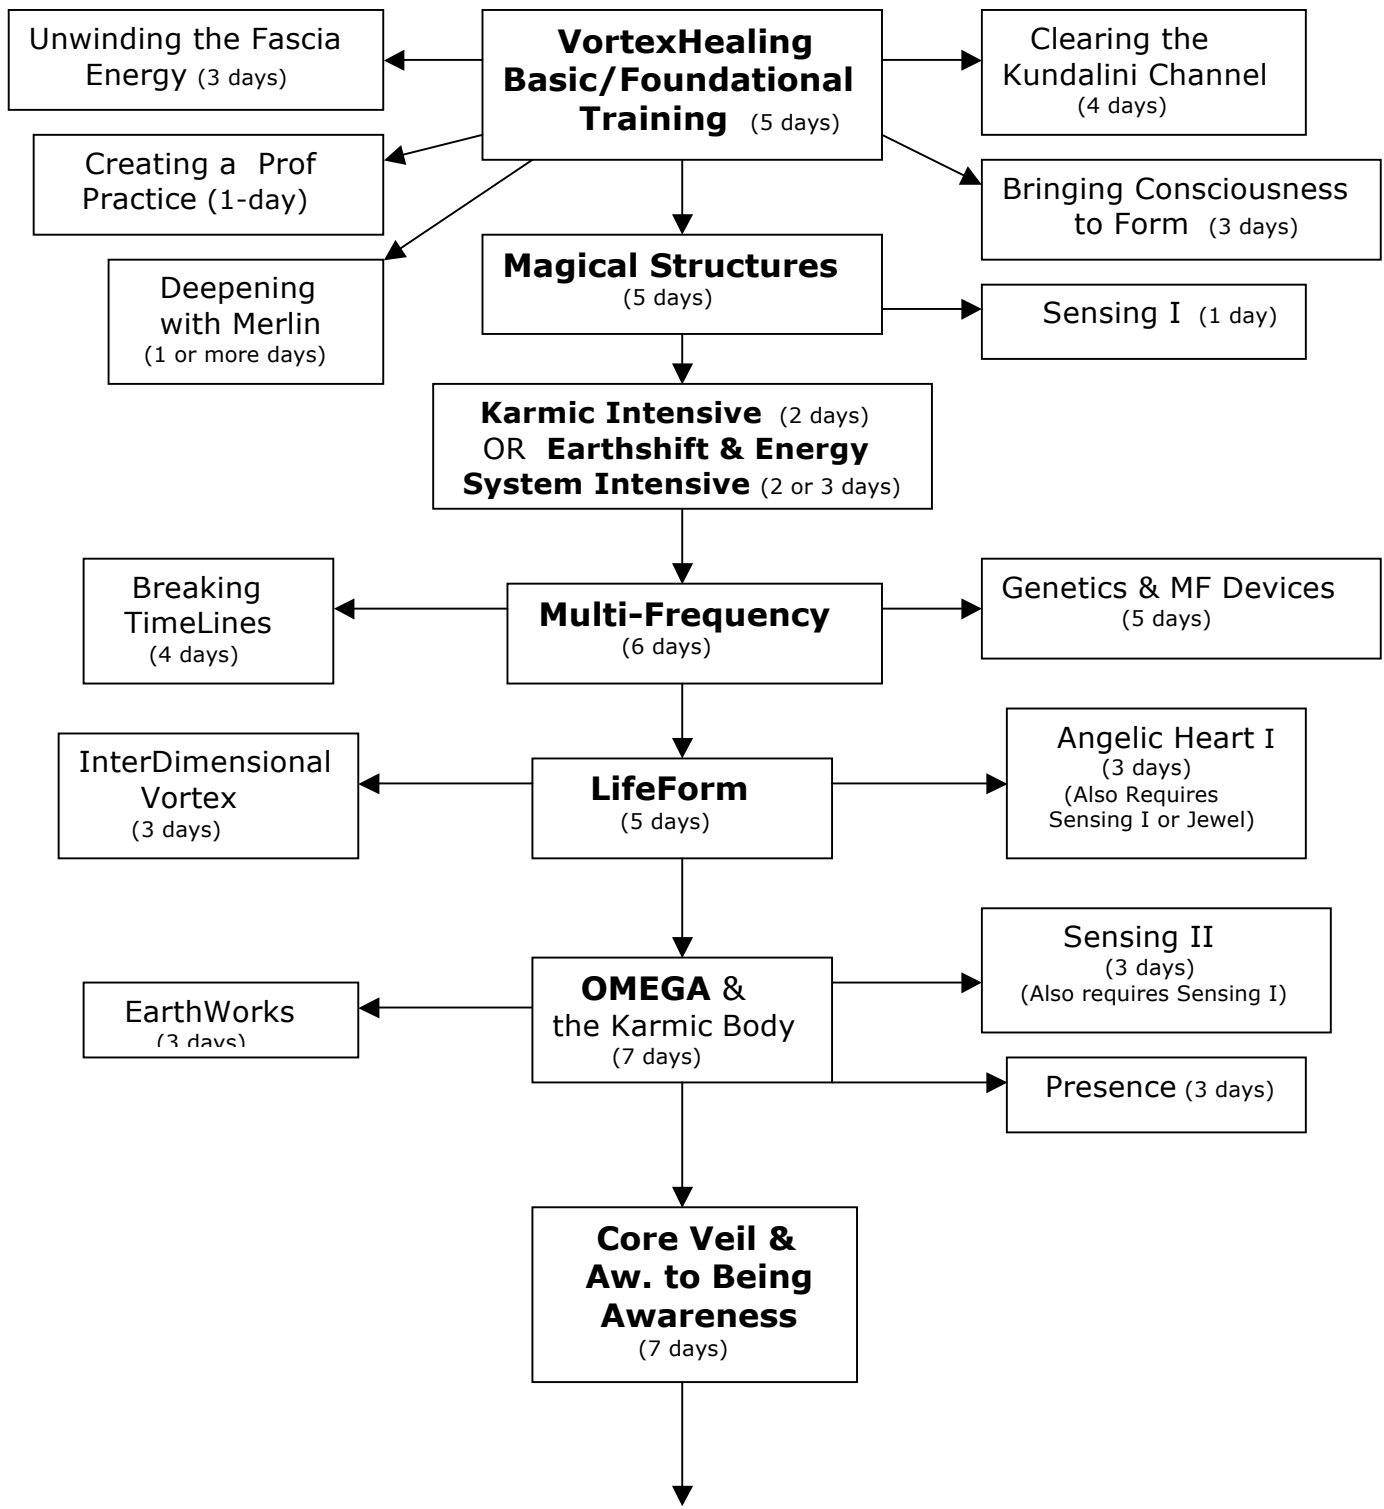 Unwinding the Fascia
Energy (3 days)
VortexHealing
Basic/Foundational
Training (5 days)
Clearing the
Kundalini Channel
(4 days)
Creating a Prof
Practice (1-day)
Bringing Consciousness
to Form (3 days)
Deepening
with Merlin
(1 or more days)
Magical Structures
(5 days)
Sensing I (1 day)
Karmic Intensive (2 days)
OR Earthshift & Energy
System Intensive (2 or 3 days)
Breaking
TimeLines
(4 days)
Multi-Frequency
(6 days)
Genetics & MF Devices
(5 days)
InterDimensional
Vortex
(3 days)
LifeForm
(5 days)
Angelic Heart I
(3 days)
(Also Requires
Sensing I or Jewel)
EarthWorks
(3 days)
OMEGA &
the Karmic Body
(7 days)
Sensing II
(3 days)
(Also requires Sensing I)
Presence (3 days)
Core Veil &
Aw. to Being
Awareness
(7 days)